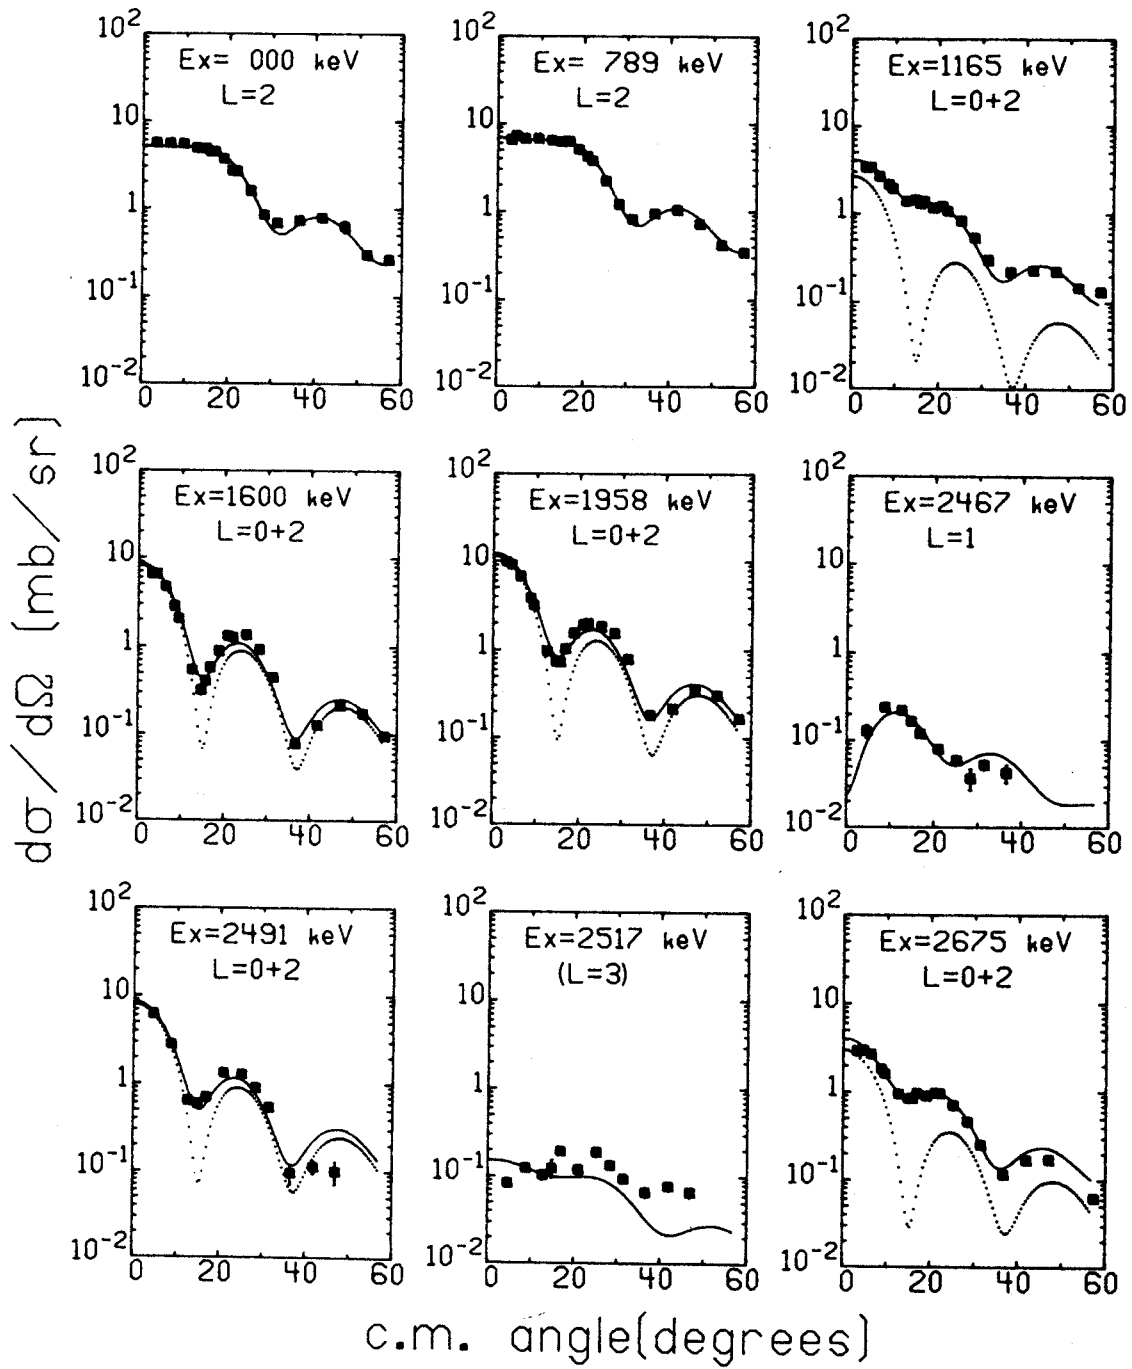 dσ/dΩ (mb/sr)
10² 10 1 10⁻¹ 10⁻²
Ex= 000 keV
L=2
0 20 40 60
10² 10 1 10⁻¹ 10⁻²
Ex= 789 keV
L=2
0 20 40 60
10² 10 1 10⁻¹ 10⁻²
Ex=1165 keV
L=0+2
0 20 40 60
10² 10 1 10⁻¹ 10⁻²
Ex=1600 keV
L=0+2
0 20 40 60
10² 10 1 10⁻¹ 10⁻²
Ex=1958 keV
L=0+2
0 20 40 60
10² 10 1 10⁻¹ 10⁻²
Ex=2467 keV
L=1
0 20 40 60
10² 10 1 10⁻¹ 10⁻²
Ex=2491 keV
L=0+2
0 20 40 60
10² 10 1 10⁻¹ 10⁻²
Ex=2517 keV
(L=3)
0 20 40 60
10² 10 1 10⁻¹ 10⁻²
Ex=2675 keV
L=0+2
0 20 40 60
c.m. angle(degrees)